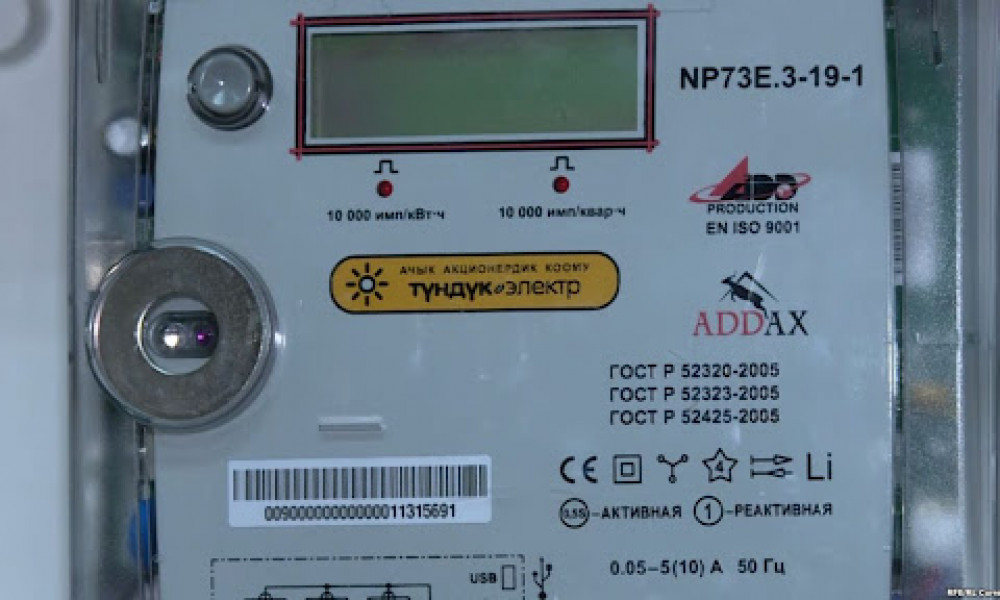 NP73E.3-19-1
10 000 имп/кВт·ч
10 000 имп/квар·ч
ADD
PRODUCTION
EN ISO 9001
АЧЫК АКЦИОНЕРДИК КООМУ
түндүкэлектр
ADDAX
ГОСТ Р 52320-2005
ГОСТ Р 52323-2005
ГОСТ Р 52425-2005
CE 4 Li
0,5S -АКТИВНАЯ 1 -РЕАКТИВНАЯ
009000000000000011315691
0.05-5(10) А 50 Гц
USB